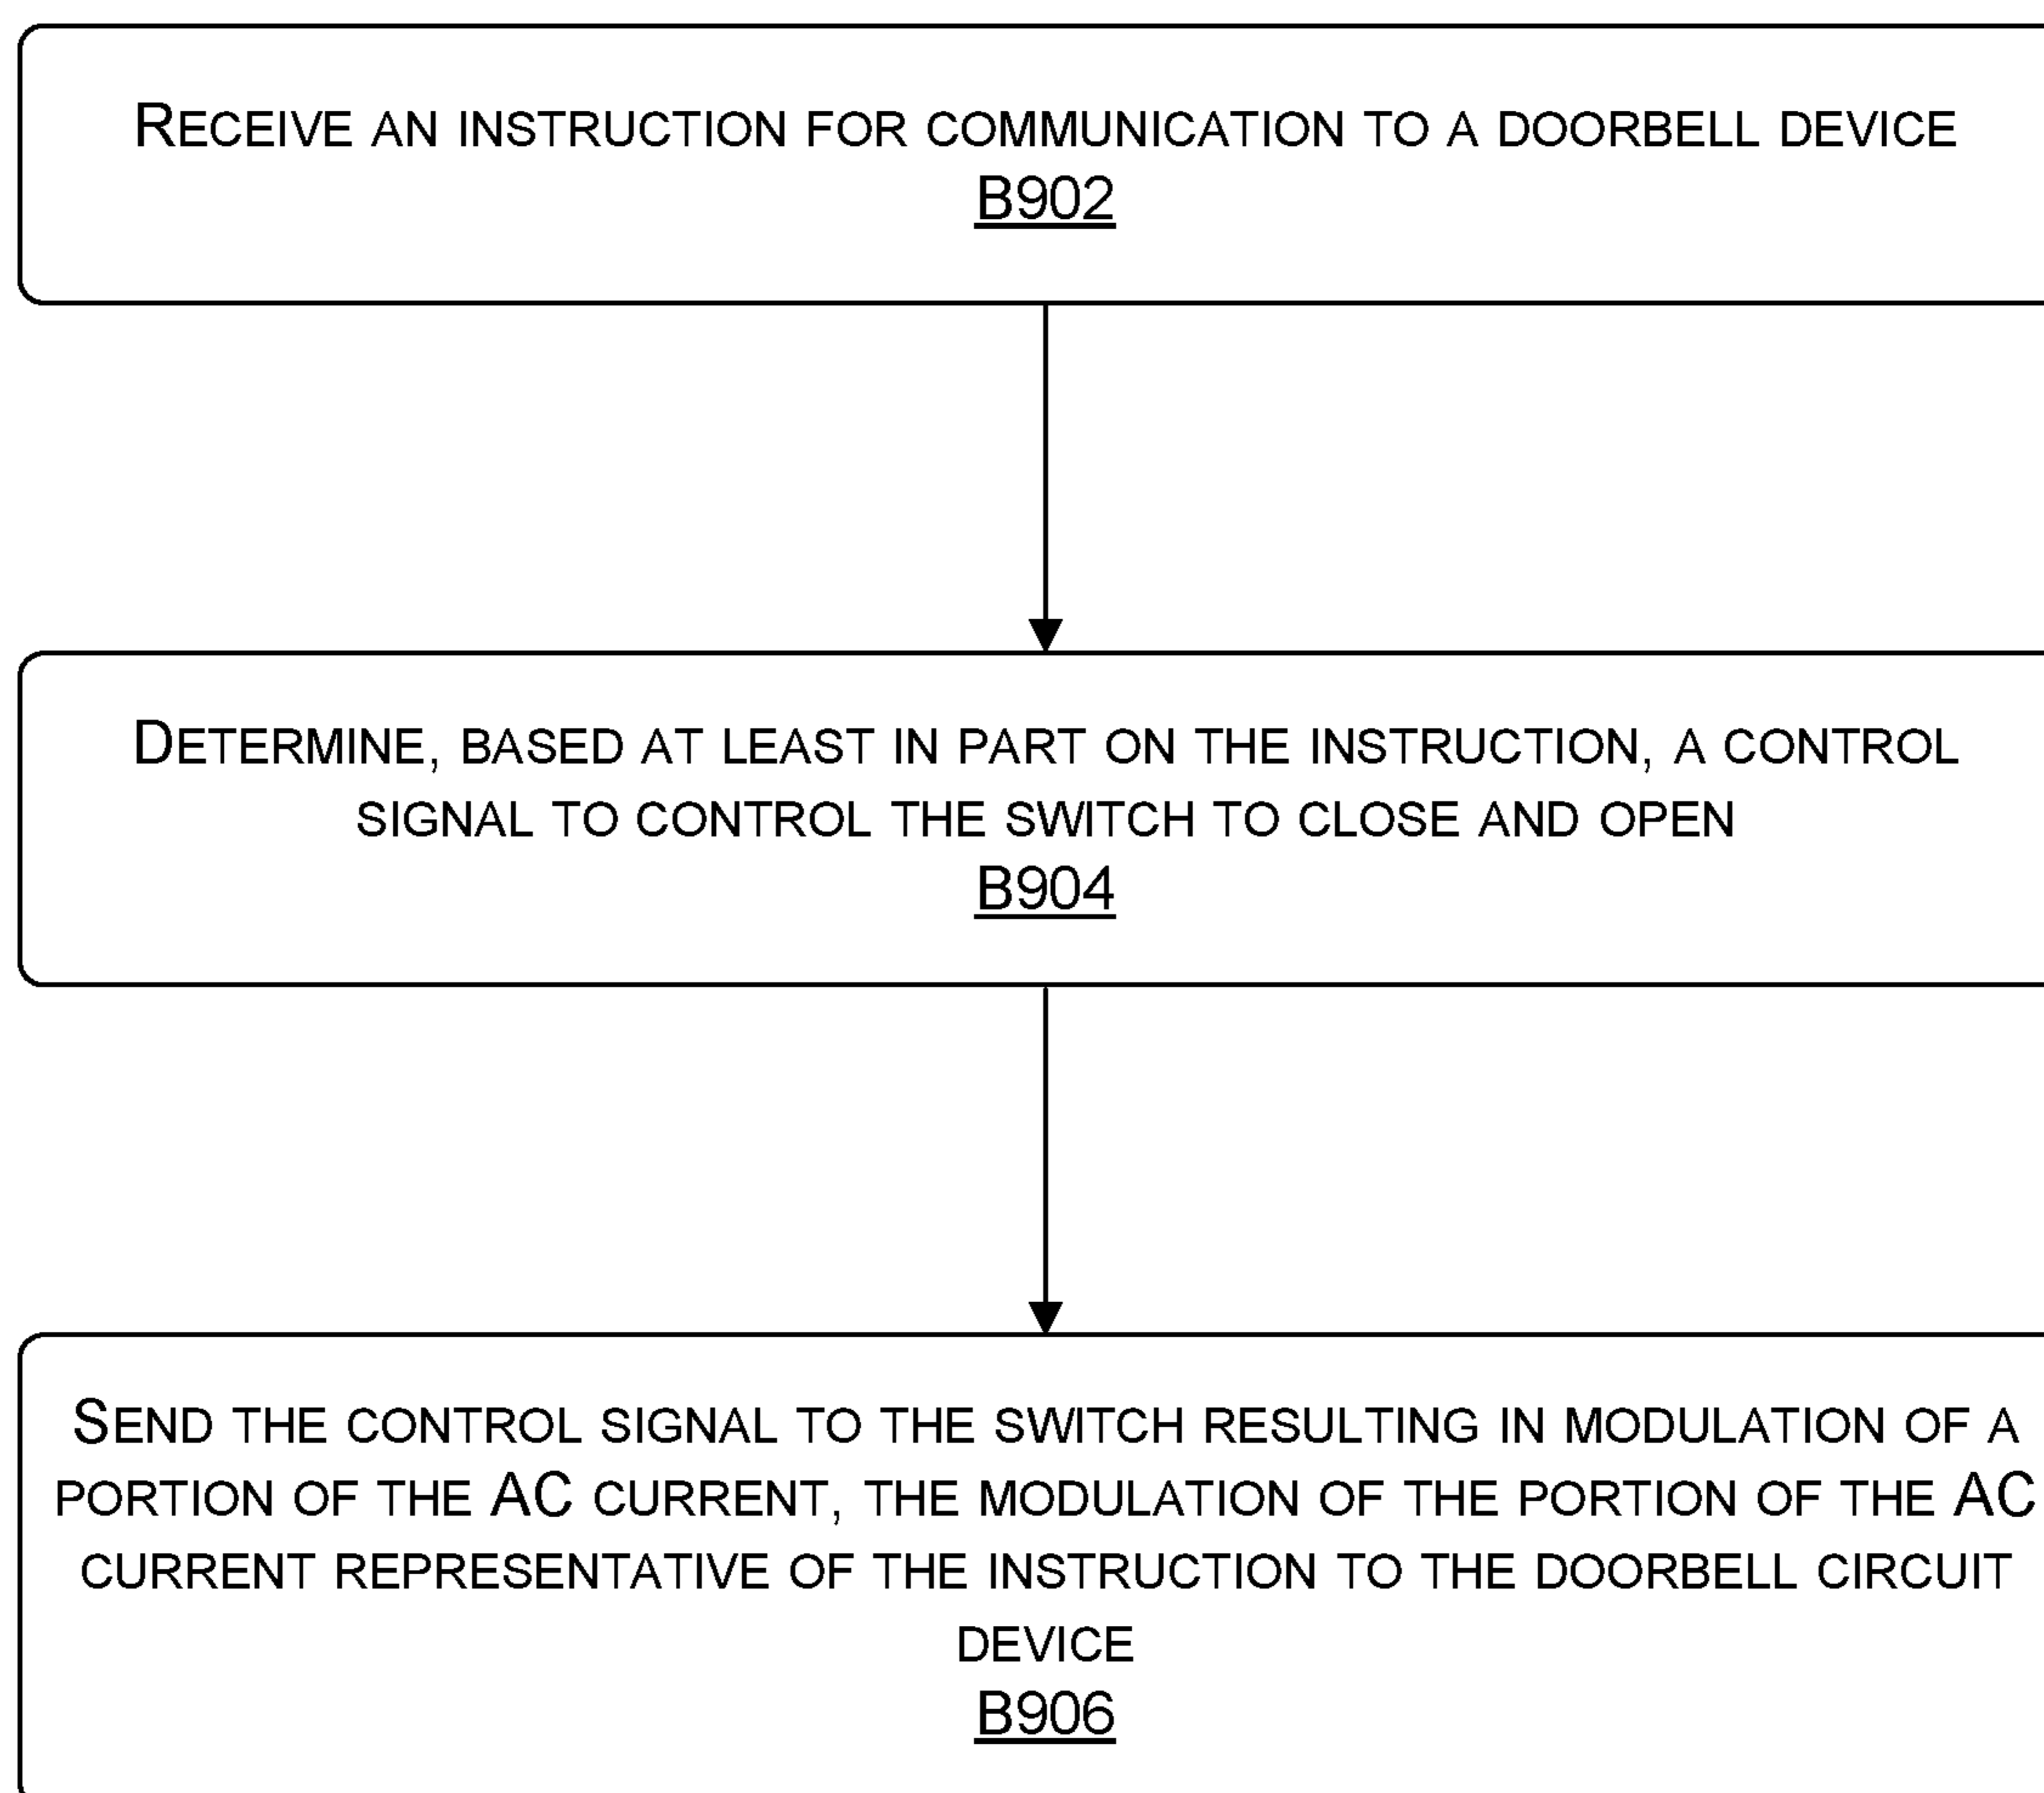 RECEIVE AN INSTRUCTION FOR COMMUNICATION TO A DOORBELL DEVICE
B902
DETERMINE, BASED AT LEAST IN PART ON THE INSTRUCTION, A CONTROL
SIGNAL TO CONTROL THE SWITCH TO CLOSE AND OPEN
B904
SEND THE CONTROL SIGNAL TO THE SWITCH RESULTING IN MODULATION OF A
PORTION OF THE AC CURRENT, THE MODULATION OF THE PORTION OF THE AC
CURRENT REPRESENTATIVE OF THE INSTRUCTION TO THE DOORBELL CIRCUIT
DEVICE
B906